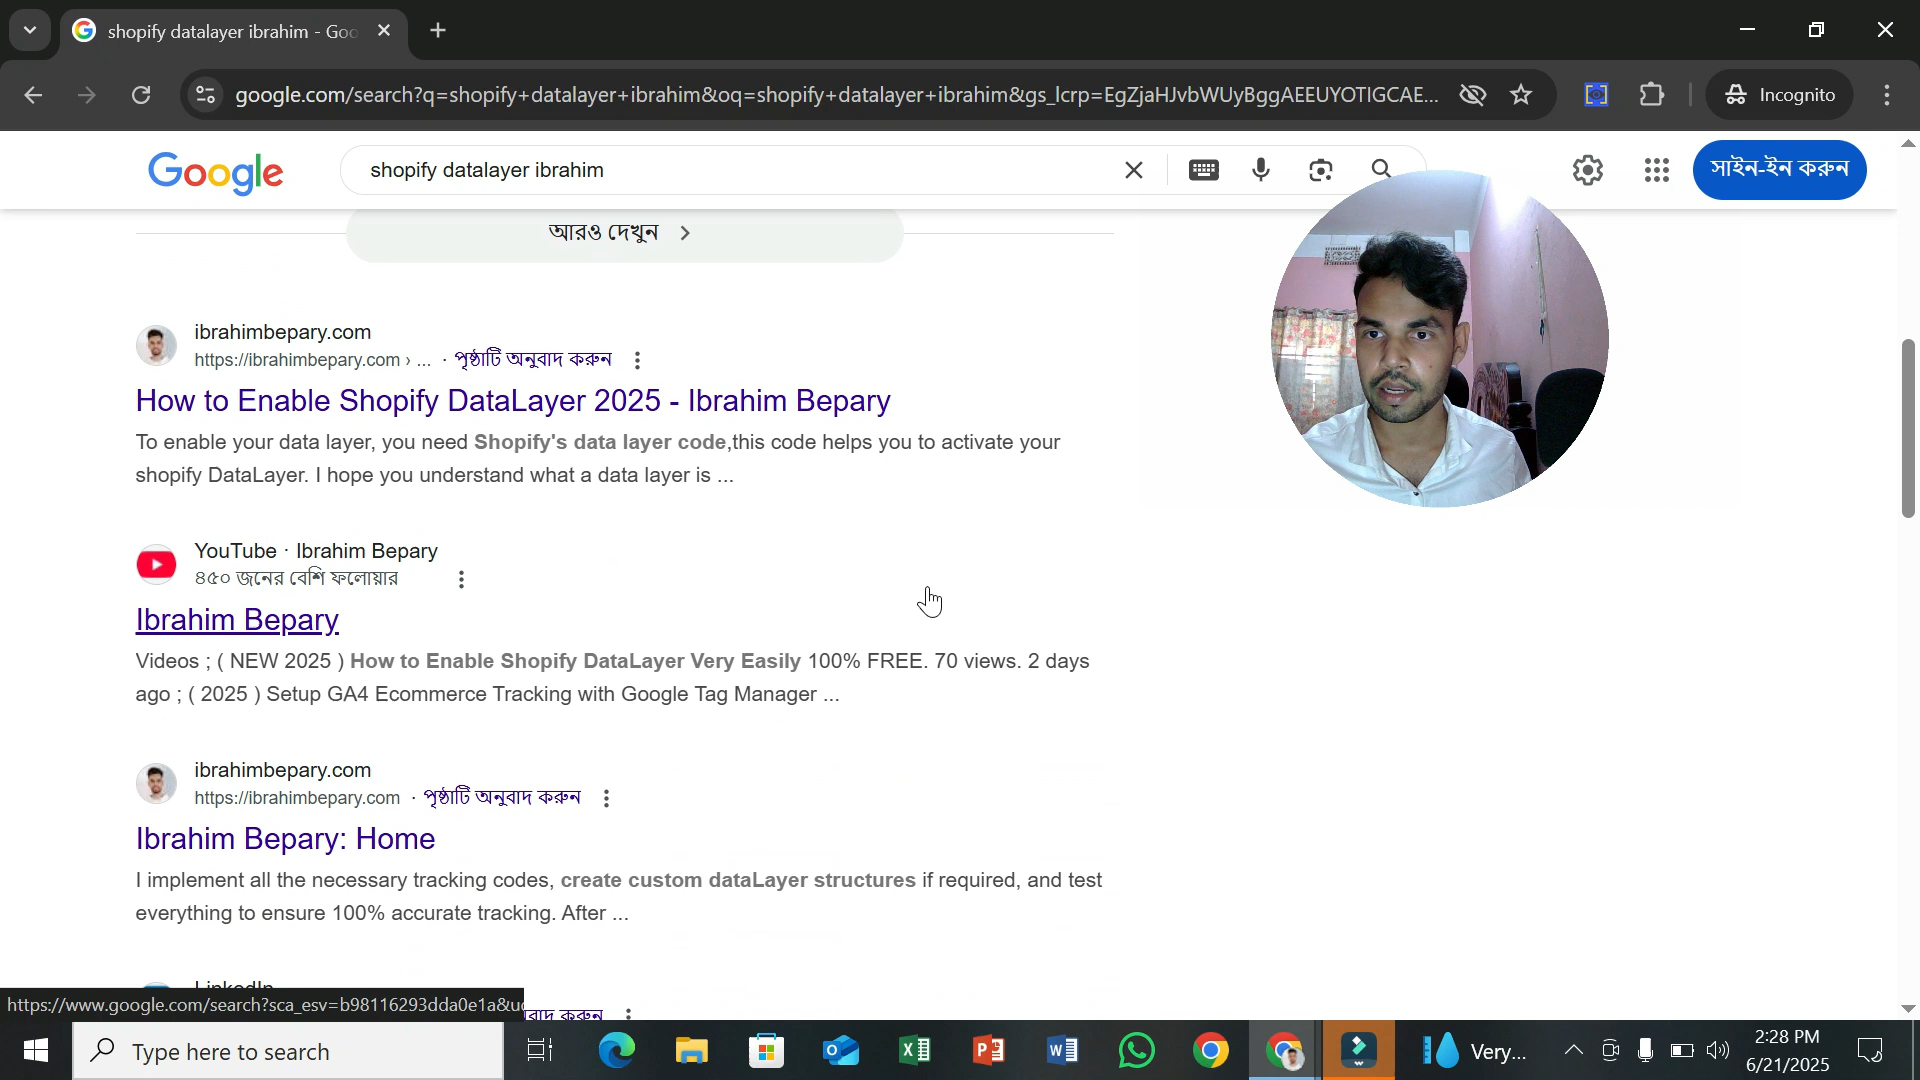 shopify datalayer ibrahim - Goo
google.com/search?q=shopify+datalayer+ibrahim&oq=shopify+datalayer+ibrahim&gs_lcrp=EgZjaHJvbWUyBggAEEUYOTIGCAE...
Incognito
Google
shopify datalayer ibrahim
সাইন-ইন করুন
আরও দেখুন
ibrahimbepary.com
https://ibrahimbepary.com › ... · পৃষ্ঠাটি অনুবাদ করুন
How to Enable Shopify DataLayer 2025 - Ibrahim Bepary
To enable your data layer, you need Shopify's data layer code,this code helps you to activate your
shopify DataLayer. I hope you understand what a data layer is ...
YouTube · Ibrahim Bepary
৪৫০ জনের বেশি ফলোয়ার
Ibrahim Bepary
Videos ; ( NEW 2025 ) How to Enable Shopify DataLayer Very Easily 100% FREE. 70 views. 2 days
ago ; ( 2025 ) Setup GA4 Ecommerce Tracking with Google Tag Manager ...
ibrahimbepary.com
https://ibrahimbepary.com · পৃষ্ঠাটি অনুবাদ করুন
Ibrahim Bepary: Home
I implement all the necessary tracking codes, create custom dataLayer structures if required, and test
everything to ensure 100% accurate tracking. After ...
LinkedIn
https://www.google.com/search?sca_esv=b98116293dda0e1a&u
করুন
Type here to search
Very...
2:28 PM
6/21/2025